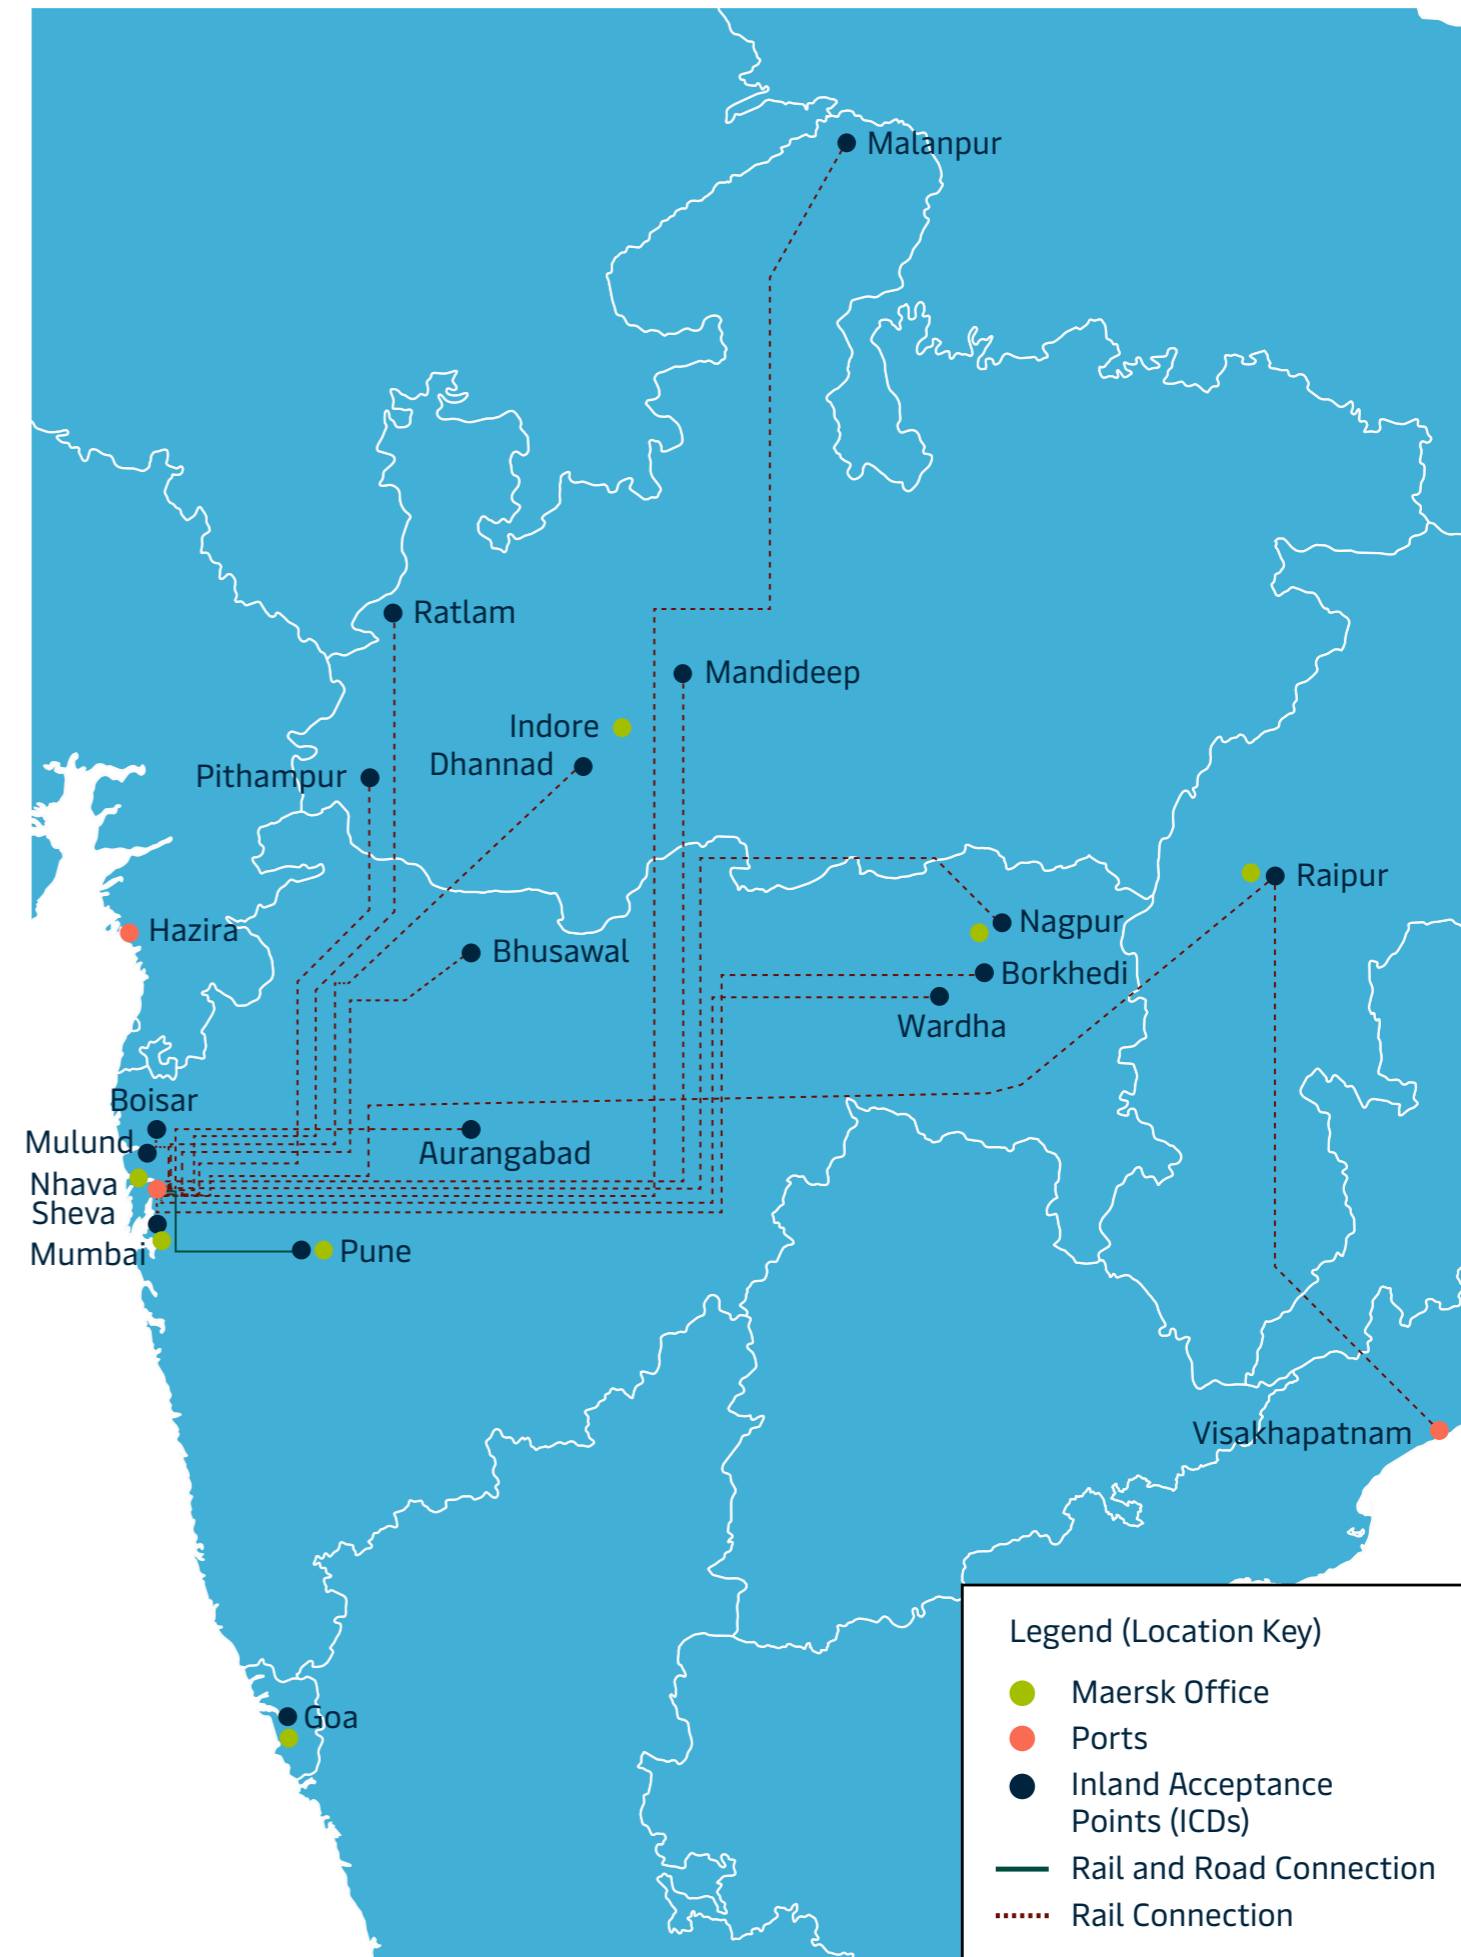 Malanpur
Ratlam
Mandideep
Indore
Dhannad
Pithampur
Raipur
Hazira
Nagpur
Bhusawal
Borkhedi
Wardha
Boisar
Mulund
Aurangabad
Nhava
Sheva
Mumbai
Pune
Visakhapatnam
Goa
Legend (Location Key)
Maersk Office
Ports
Inland Acceptance
Points (ICDs)
Rail and Road Connection
Rail Connection